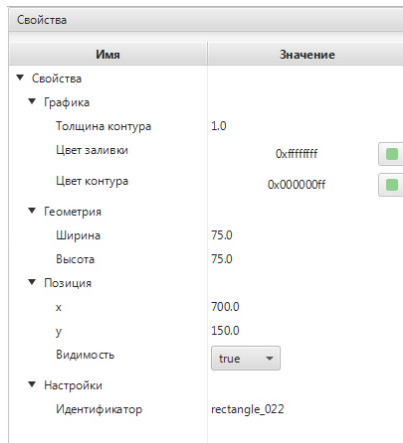 Свойства
Имя Значение
Свойства
Графика
Толщина контура 1.0
Цвет заливки 0xffffffff
Цвет контура 0x000000ff
Геометрия
Ширина 75.0
Высота 75.0
Позиция
x 700.0
y 150.0
Видимость true
Настройки
Идентификатор rectangle_022